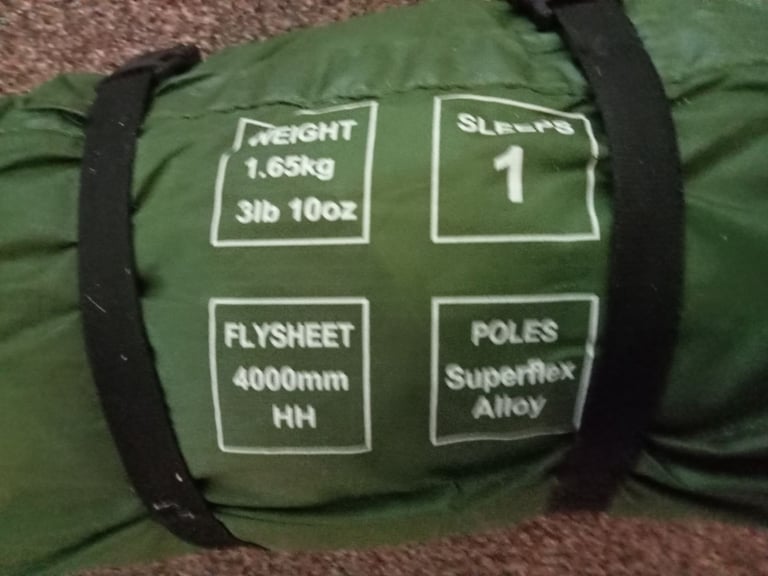 WEIGHT
1.65kg
3lb 10oz
SLEEPS
1
FLYSHEET
4000mm
HH
POLES
Superflex
Alloy